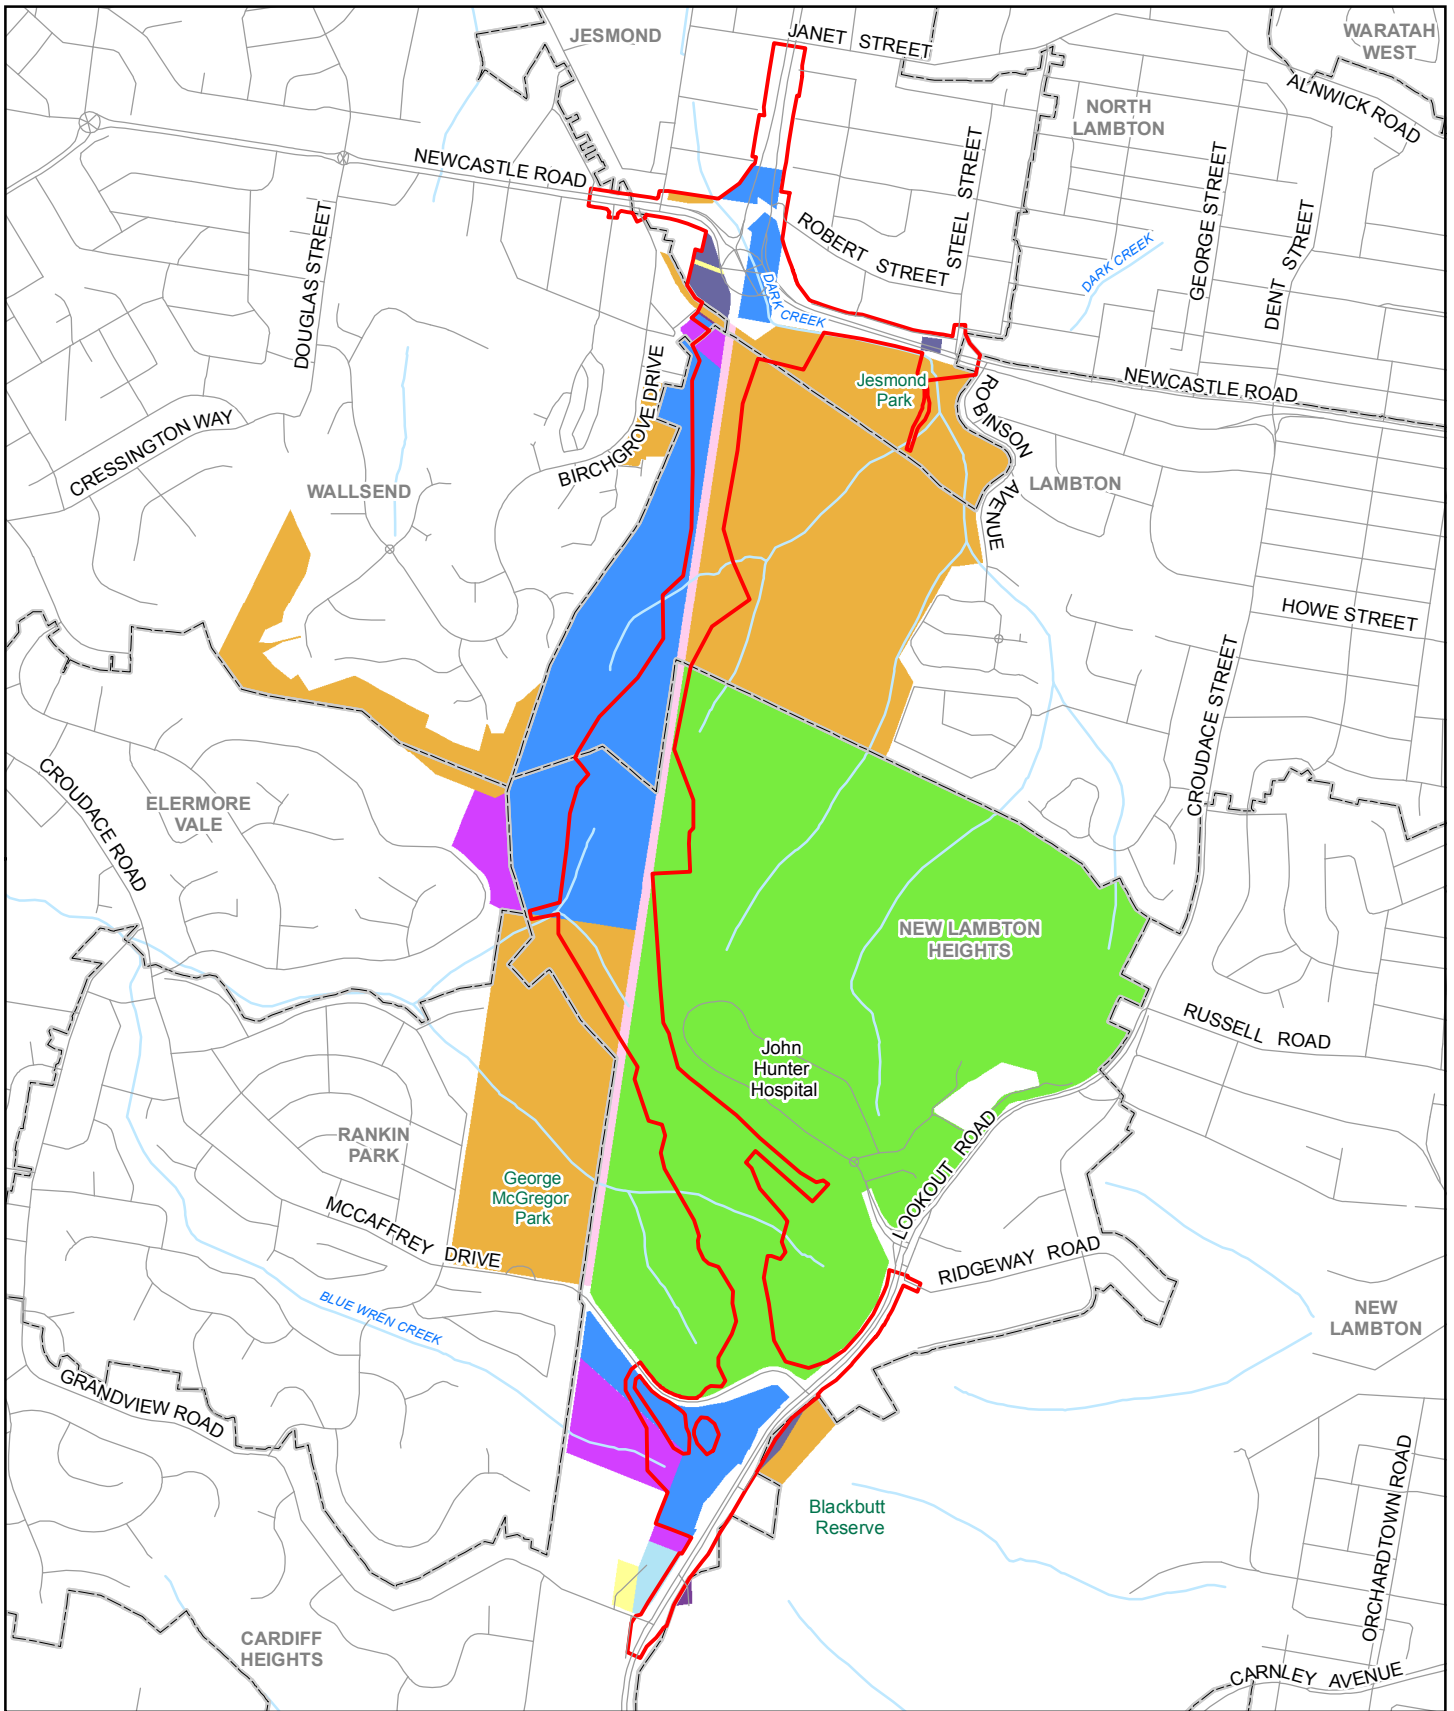 JESMOND
JANET STREET
WARATAH
WEST
ALNWICK ROAD
NORTH
LAMBTON
NEWCASTLE ROAD
STEEL STREET
GEORGE STREET
DENT STREET
DOUGLAS STREET
ROBERT STREET
DARK CREEK
DARK CREEK
BIRCHGROVE DRIVE
Jesmond
Park
NEWCASTLE ROAD
ROBINSON AVENUE
CRESSINGTON WAY
WALLSEND
LAMBTON
HOWE STREET
CROUDACE STREET
CROUDACE ROAD
ELERMORE
VALE
NEW LAMBTON
HEIGHTS
RUSSELL ROAD
John
Hunter
Hospital
LOOKOUT ROAD
RANKIN
PARK
George
McGregor
Park
MCCAFFREY DRIVE
RIDGEWAY ROAD
BLUE WREN CREEK
NEW
LAMBTON
GRANDVIEW ROAD
ORCHARDTOWN ROAD
Blackbutt
Reserve
CARDIFF
HEIGHTS
CARNLEY AVENUE